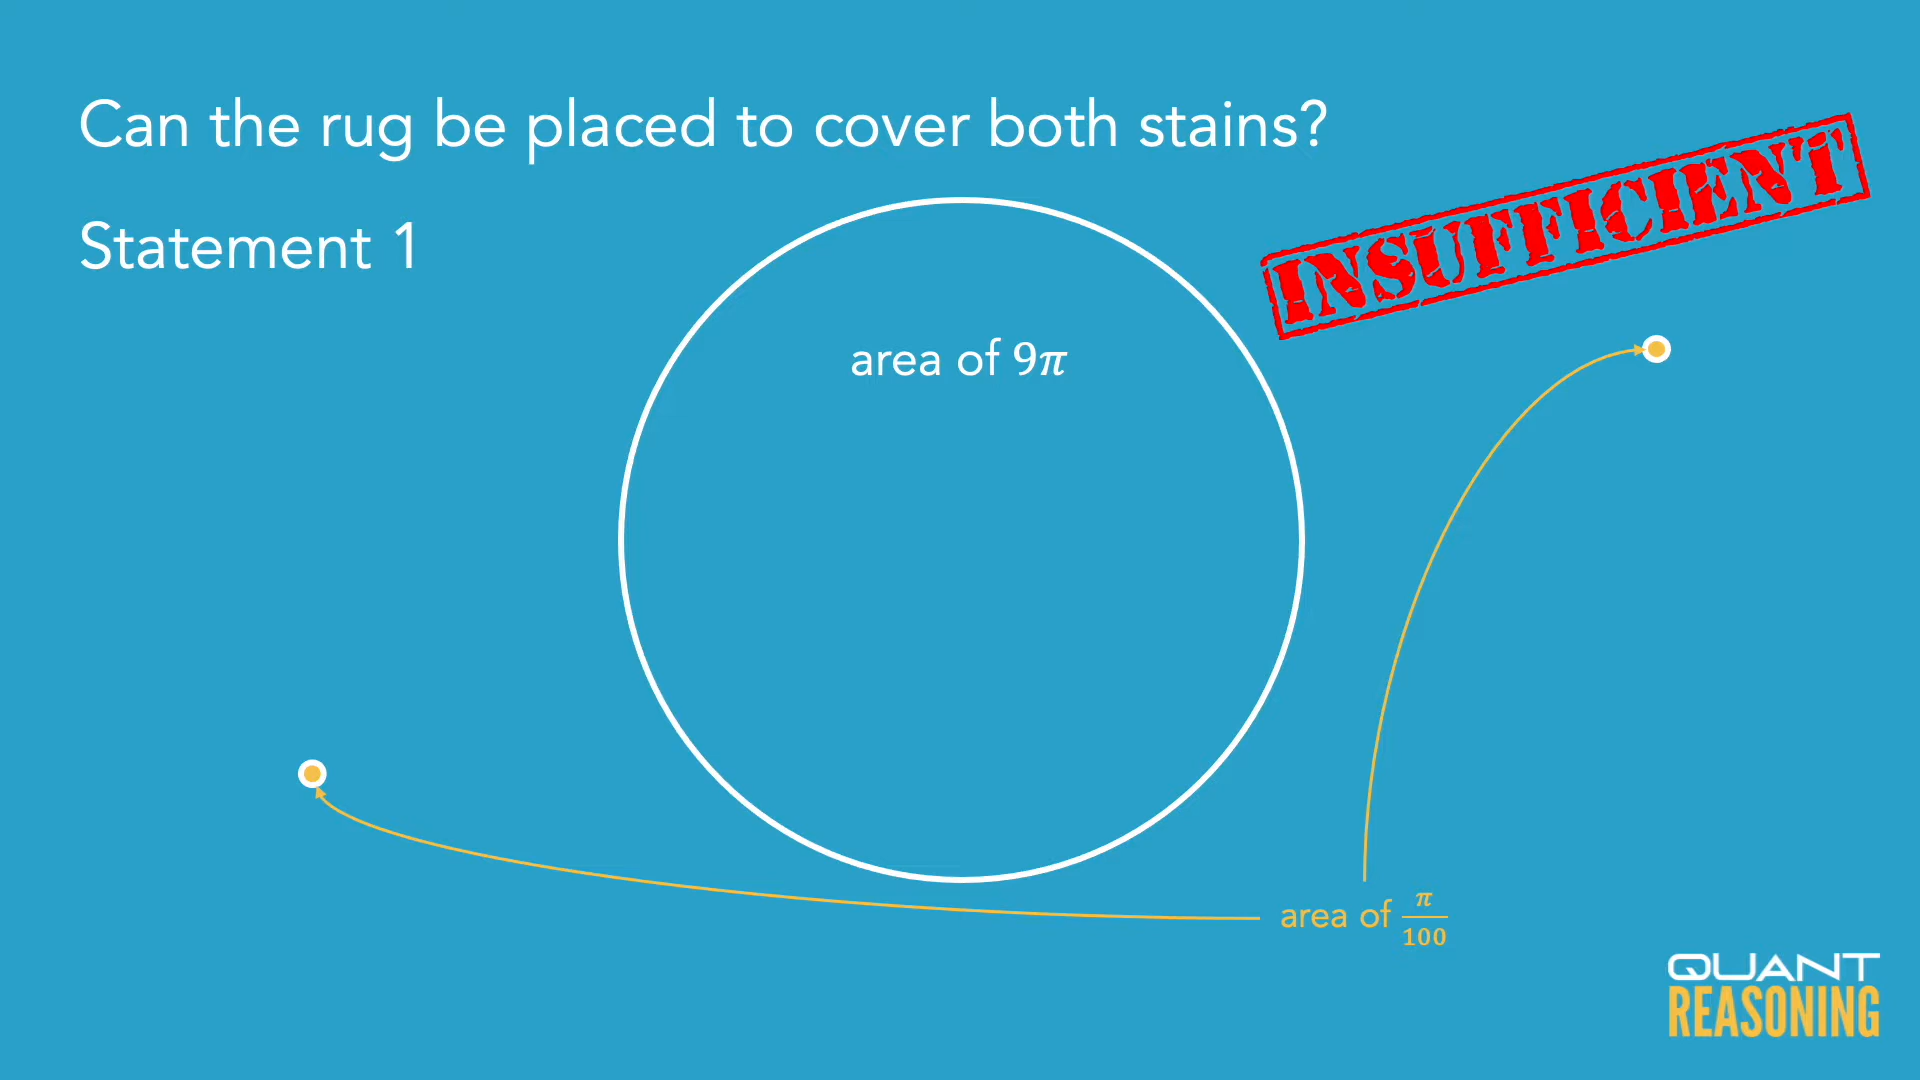 Can the rug be placed to cover both stains?
Statement 1
INSUFFICIENT
area of 9π
area of π/100
QUANT
REASONING